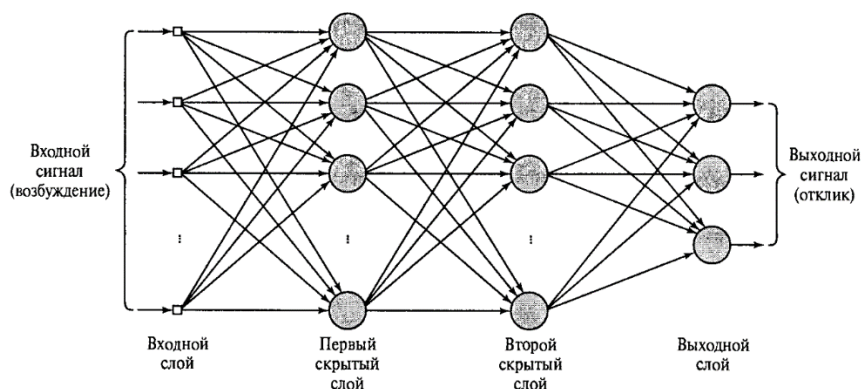 Входной
сигнал
(возбуждение)
Выходной
сигнал
(отклик)
Входной
слой
Первый
скрытый
слой
Второй
скрытый
слой
Выходной
слой